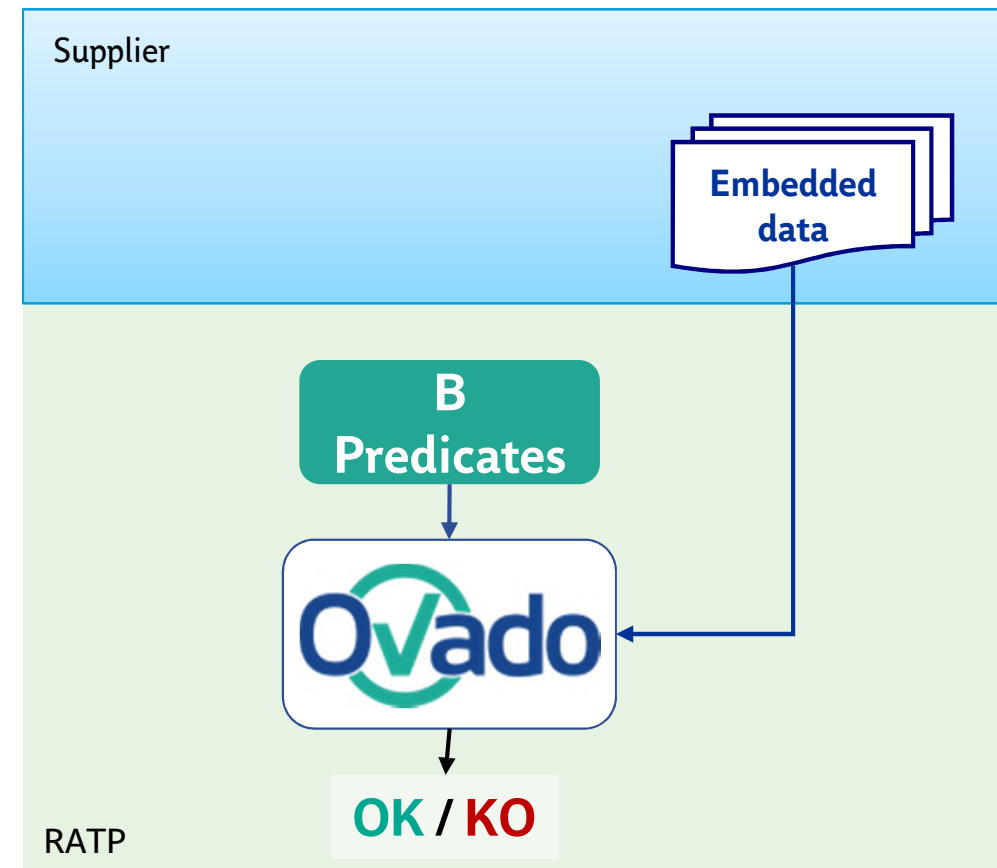 Supplier
Embedded
data
B
Predicates
Ovado
OK / KO
RATP